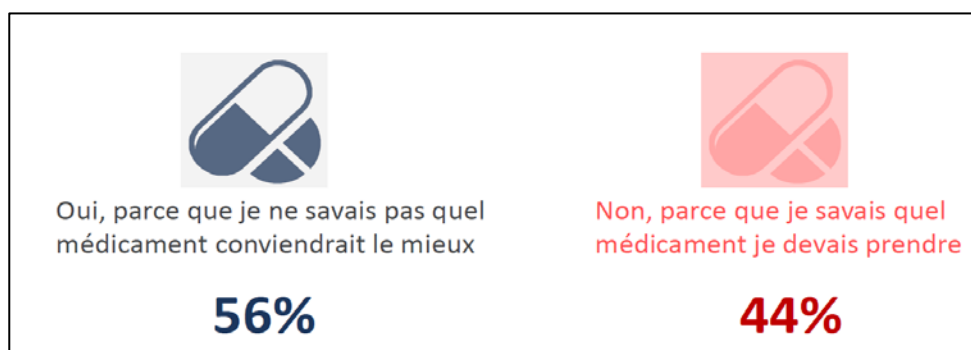 Oui, parce que je ne savais pas quel
médicament conviendrait le mieux
56%
Non, parce que je savais quel
médicament je devais prendre
44%